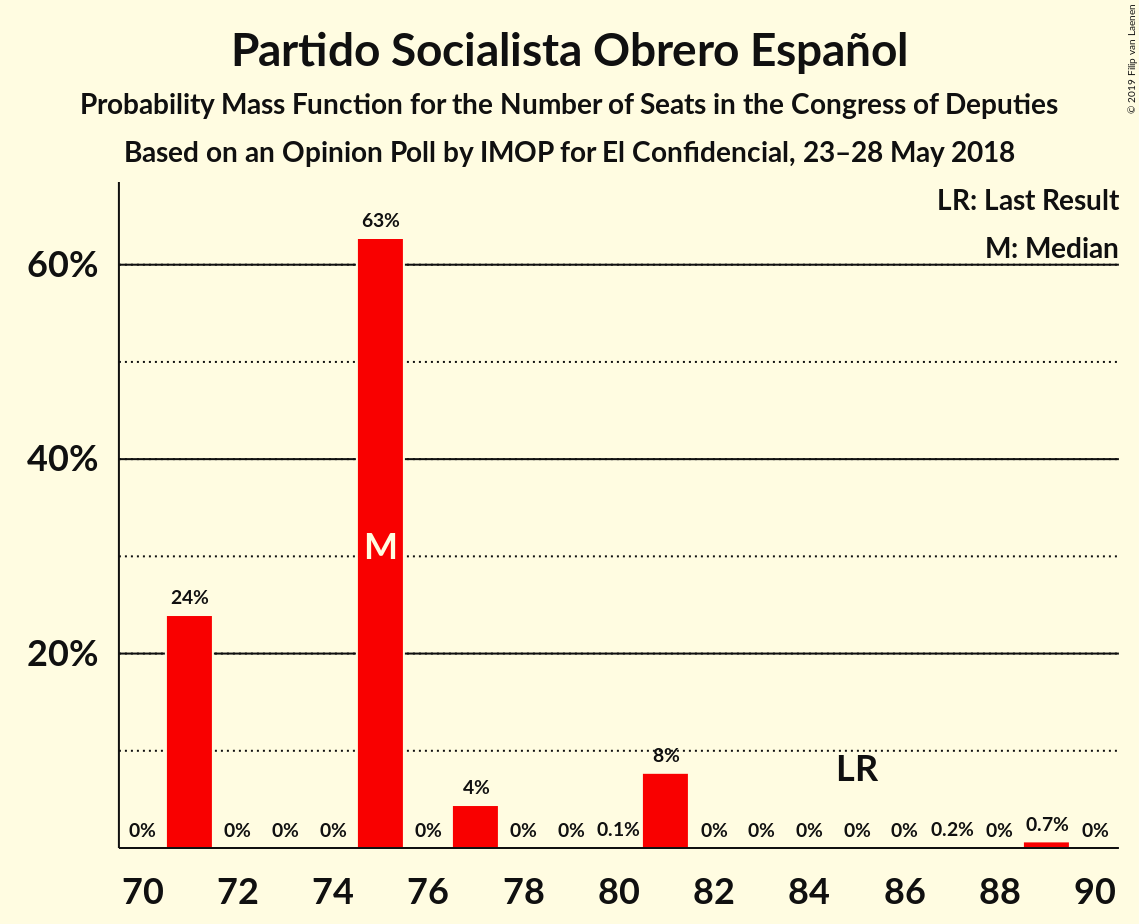 Partido Socialista Obrero Español
Probability Mass Function for the Number of Seats in the Congress of Deputies
Based on an Opinion Poll by IMOP for El Confidencial, 23–28 May 2018
© 2019 Filip van Laenen
LR: Last Result
M: Median
60%
40%
20%
0%
24%
0%
0%
0%
63%
M
0%
4%
0%
0%
0.1%
8%
0%
0%
0%
LR
0%
0%
0.2%
0%
0.7%
0%
70 72 74 76 78 80 82 84 86 88 90